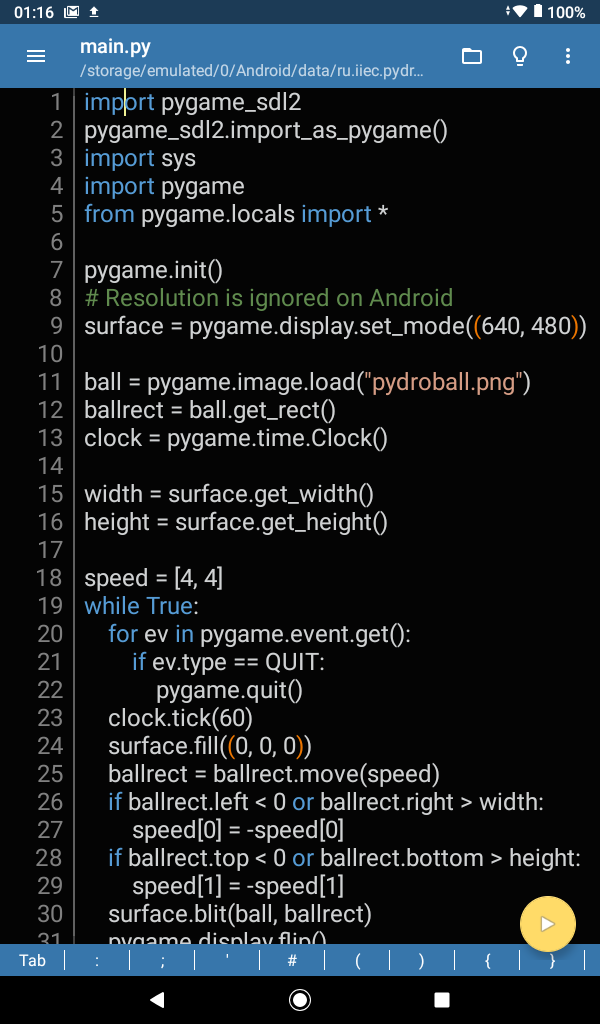 01:16 100%
main.py
/storage/emulated/0/Android/data/ru.iiec.pydr...
1 import pygame_sdl2
2 pygame_sdl2.import_as_pygame()
3 import sys
4 import pygame
5 from pygame.locals import *
6
7 pygame.init()
8 # Resolution is ignored on Android
9 surface = pygame.display.set_mode((640, 480))
10
11 ball = pygame.image.load("pydroball.png")
12 ballrect = ball.get_rect()
13 clock = pygame.time.Clock()
14
15 width = surface.get_width()
16 height = surface.get_height()
17
18 speed = [4, 4]
19 while True:
20     for ev in pygame.event.get():
21         if ev.type == QUIT:
22             pygame.quit()
23     clock.tick(60)
24     surface.fill((0, 0, 0))
25     ballrect = ballrect.move(speed)
26     if ballrect.left < 0 or ballrect.right > width:
27         speed[0] = -speed[0]
28     if ballrect.top < 0 or ballrect.bottom > height:
29         speed[1] = -speed[1]
30     surface.blit(ball, ballrect)
31     pygame.display.flip()
Tab : ; ' # ( ) { }